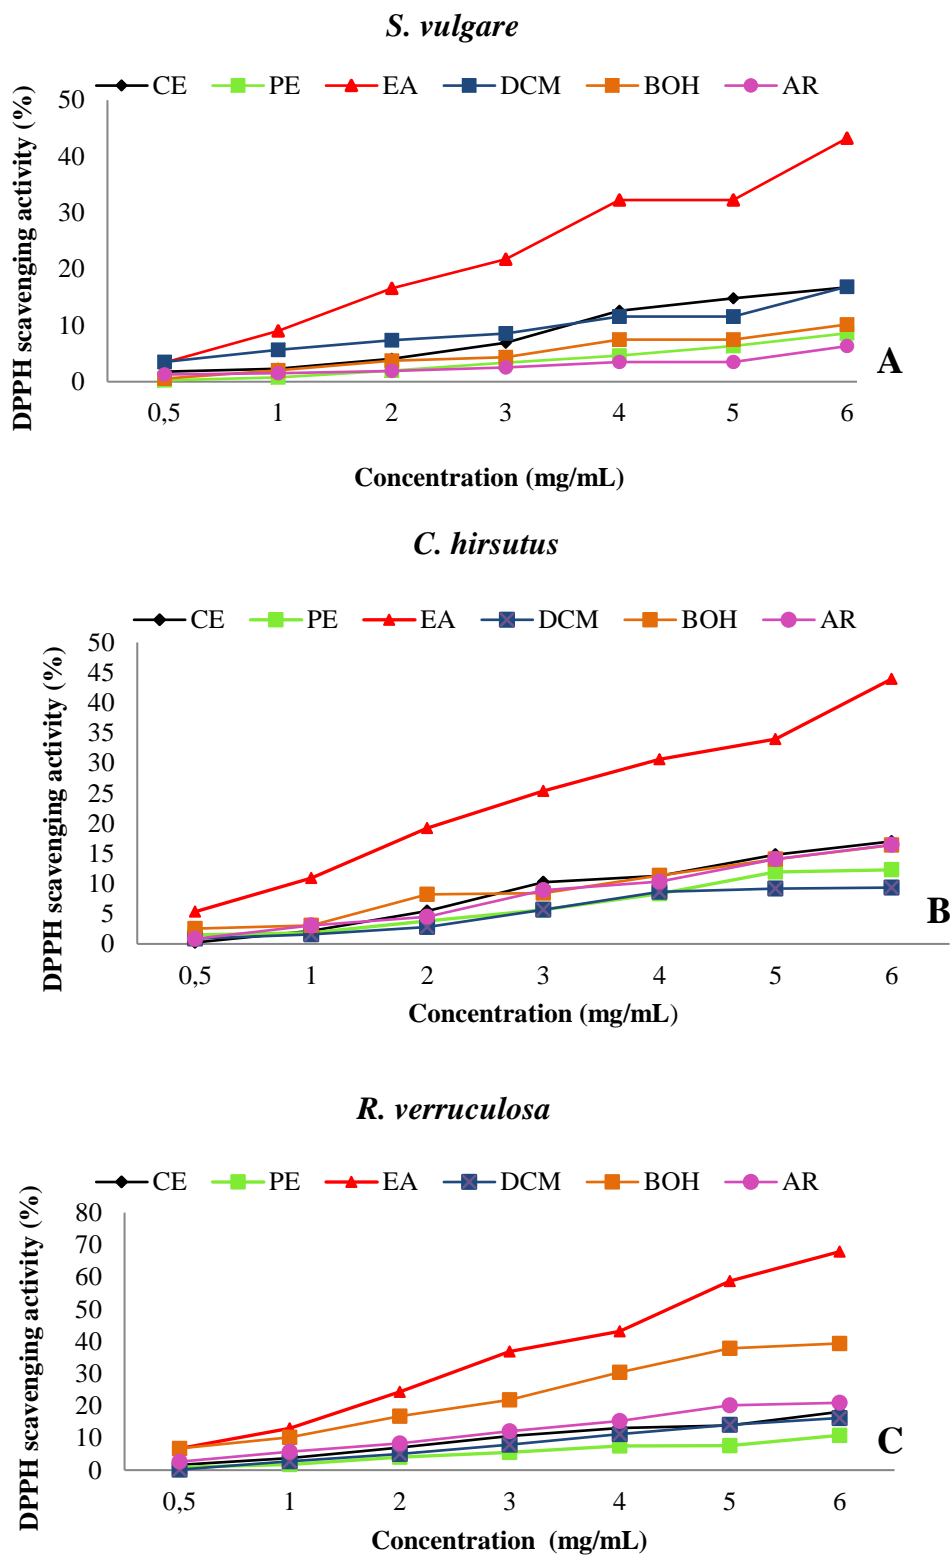 S. vulgare
CE PE EA DCM BOH AR
DPPH scavenging activity (%)
50
40
30
20
10
0
0,5 1 2 3 4 5 6
A
Concentration (mg/mL)
C. hirsutus
CE PE EA DCM BOH AR
DPPH scavenging activity (%)
50
45
40
35
30
25
20
15
10
5
0
0,5 1 2 3 4 5 6
B
Concentration (mg/mL)
R. verruculosa
CE PE EA DCM BOH AR
DPPH scavenging activity (%)
80
70
60
50
40
30
20
10
0
0,5 1 2 3 4 5 6
C
Concentration (mg/mL)